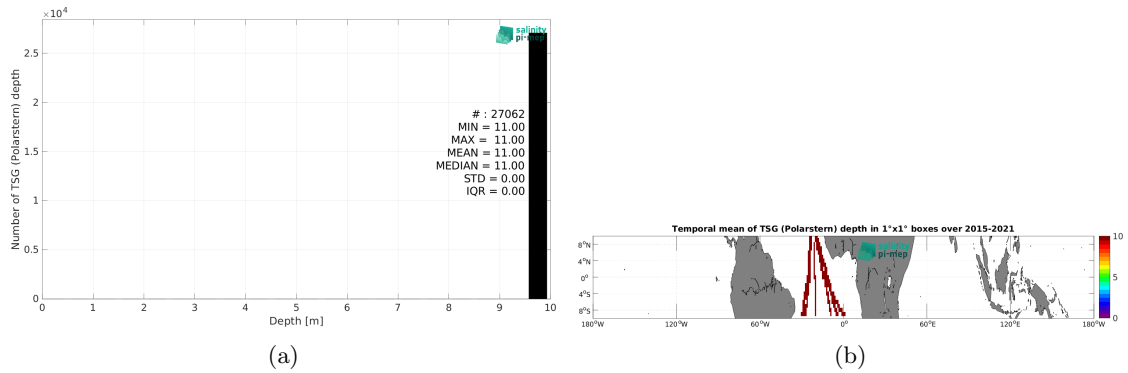 ×10⁴
2.5
2
1.5
1
0.5
0
Number of TSG (Polarstern) depth
salinity
pi-mep
# : 27062
MIN = 11.00
MAX = 11.00
MEAN = 11.00
MEDIAN = 11.00
STD = 0.00
IQR = 0.00
0 1 2 3 4 5 6 7 8 9 10
Depth [m]
(a)
Temporal mean of TSG (Polarstern) depth in 1°x1° boxes over 2015-2021
salinity
pi-mep
8°N
4°N
0°
4°S
8°S
180°W 120°W 60°W 0° 60°E 120°E 180°W
10
5
0
(b)